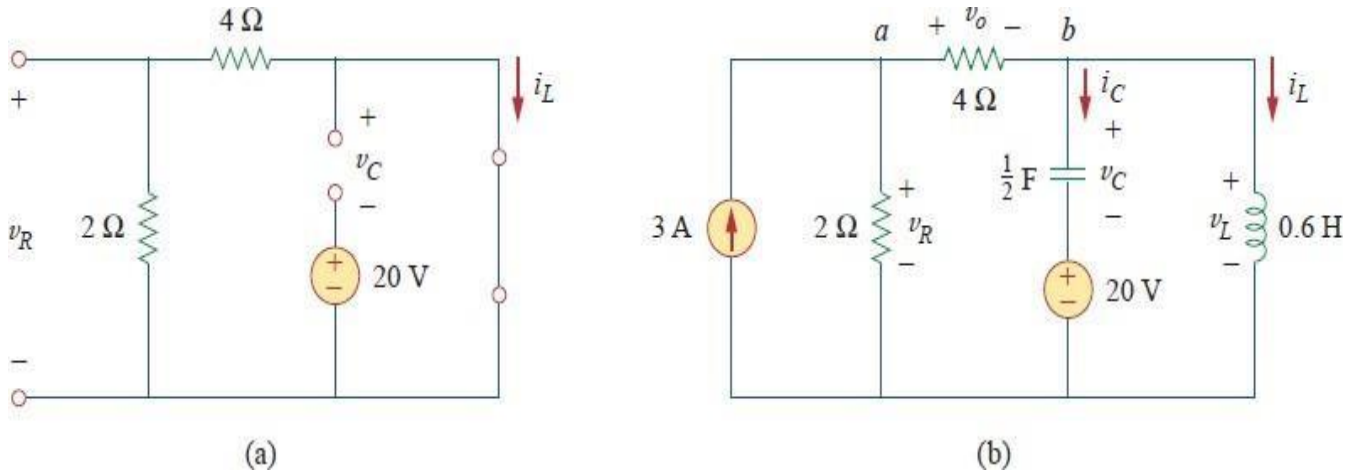 4 Ω
+
v_R
−
2 Ω
+
v_C
−
+
−
20 V
i_L
(a)
a
+ v_o −
b
4 Ω
3 A
2 Ω
+
v_R
−
i_C
+
1/2 F
v_C
−
+
−
20 V
i_L
+
v_L
−
0.6 H
(b)